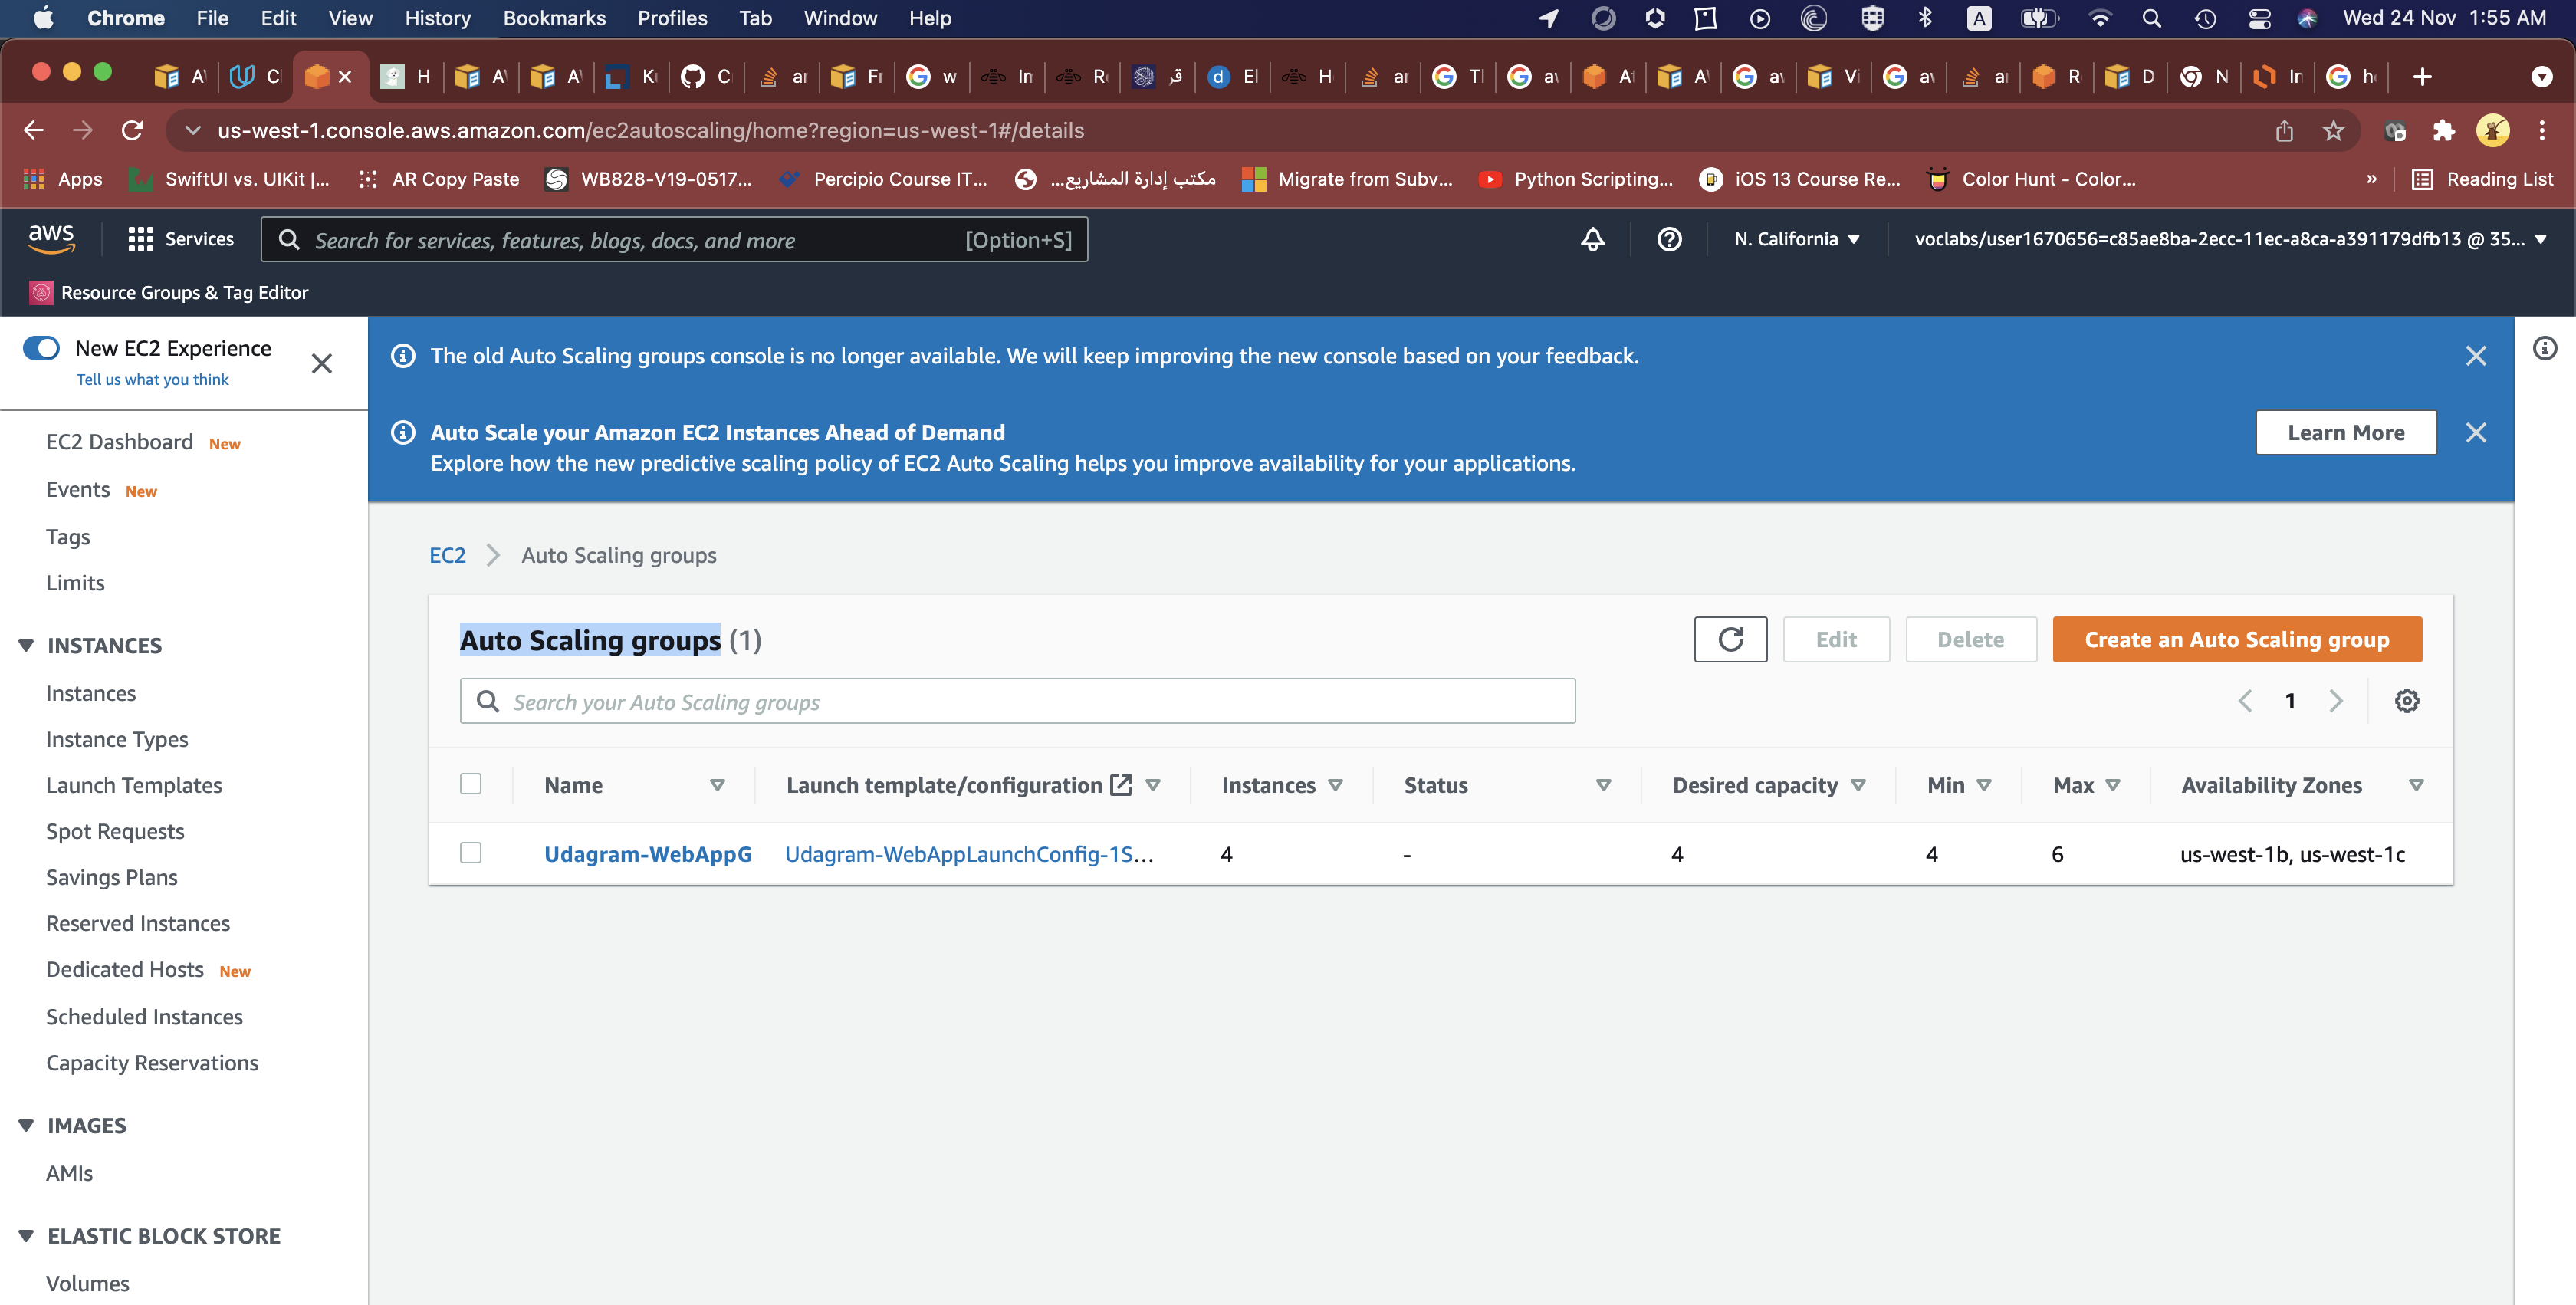 Chrome File Edit View History Bookmarks Profiles Tab Window Help A Wed 24 Nov 1:55 AM
us-west-1.console.aws.amazon.com/ec2autoscaling/home?region=us-west-1#/details
Apps SwiftUI vs. UIKit |... AR Copy Paste WB828-V19-0517... Percipio Course IT... مكتب إدارة المشاريع... Migrate from Subv... Python Scripting... iOS 13 Course Re... Color Hunt - Color... » Reading List
aws Services Search for services, features, blogs, docs, and more [Option+S] N. California voclabs/user1670656=c85ae8ba-2ecc-11ec-a8ca-a391179dfb13 @ 35...
Resource Groups & Tag Editor
New EC2 Experience
Tell us what you think
The old Auto Scaling groups console is no longer available. We will keep improving the new console based on your feedback.
Auto Scale your Amazon EC2 Instances Ahead of Demand
Explore how the new predictive scaling policy of EC2 Auto Scaling helps you improve availability for your applications.
Learn More
EC2 Dashboard New
Events New
Tags
Limits
INSTANCES
Instances
Instance Types
Launch Templates
Spot Requests
Savings Plans
Reserved Instances
Dedicated Hosts New
Scheduled Instances
Capacity Reservations
IMAGES
AMIs
ELASTIC BLOCK STORE
Volumes
EC2 Auto Scaling groups
Auto Scaling groups (1)
Edit Delete Create an Auto Scaling group
Search your Auto Scaling groups
1
Name Launch template/configuration Instances Status Desired capacity Min Max Availability Zones
Udagram-WebAppG Udagram-WebAppLaunchConfig-1S... 4 - 4 4 6 us-west-1b, us-west-1c